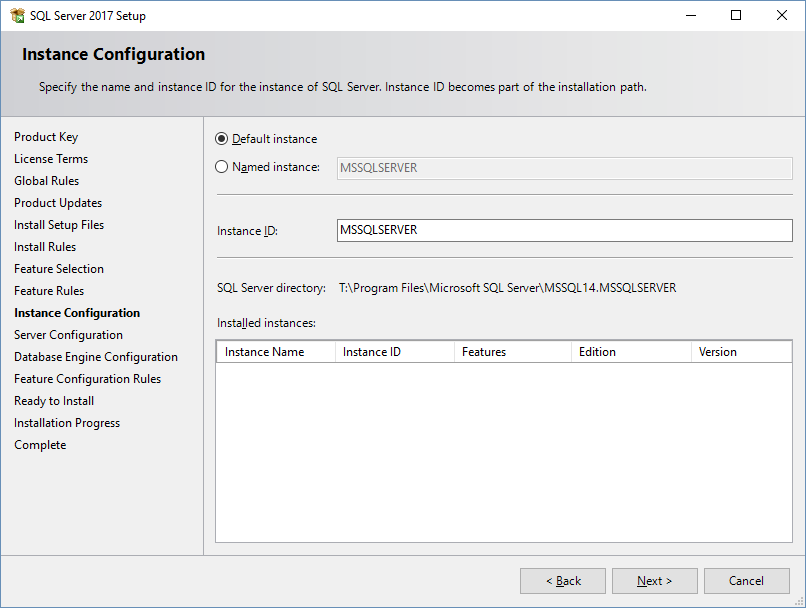 SQL Server 2017 Setup
Instance Configuration
Specify the name and instance ID for the instance of SQL Server. Instance ID becomes part of the installation path.
Product Key
License Terms
Global Rules
Product Updates
Install Setup Files
Install Rules
Feature Selection
Feature Rules
Instance Configuration
Server Configuration
Database Engine Configuration
Feature Configuration Rules
Ready to Install
Installation Progress
Complete
Default instance
Named instance: MSSQLSERVER
Instance ID: MSSQLSERVER
SQL Server directory: T:\Program Files\Microsoft SQL Server\MSSQL14.MSSQLSERVER
Installed instances:
Instance Name Instance ID Features Edition Version
< Back Next > Cancel